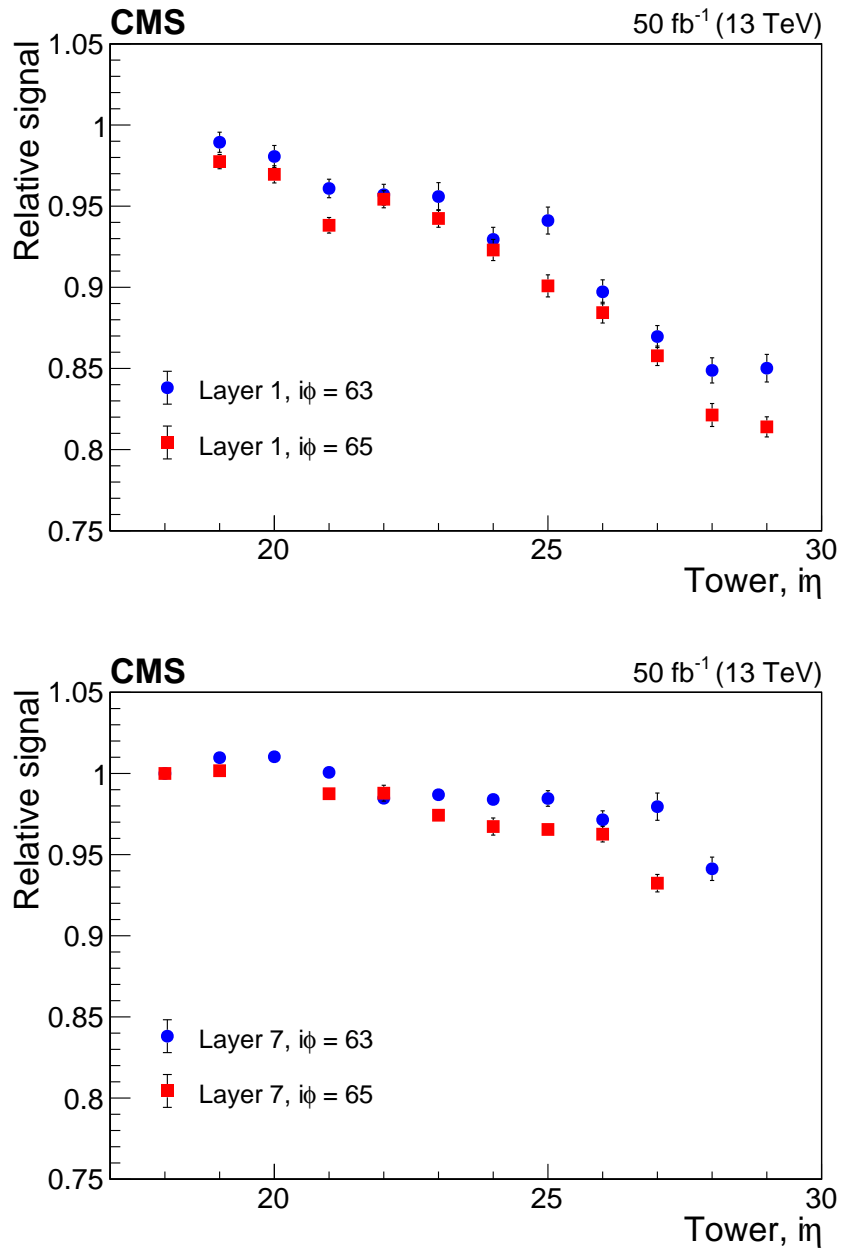 CMS 50 fb⁻¹ (13 TeV)
Relative signal
1.05
1
0.95
0.9
0.85
0.8
0.75
Layer 1, iϕ = 63
Layer 1, iϕ = 65
20 25 30
Tower, iη
CMS 50 fb⁻¹ (13 TeV)
Relative signal
1.05
1
0.95
0.9
0.85
0.8
0.75
Layer 7, iϕ = 63
Layer 7, iϕ = 65
20 25 30
Tower, iη